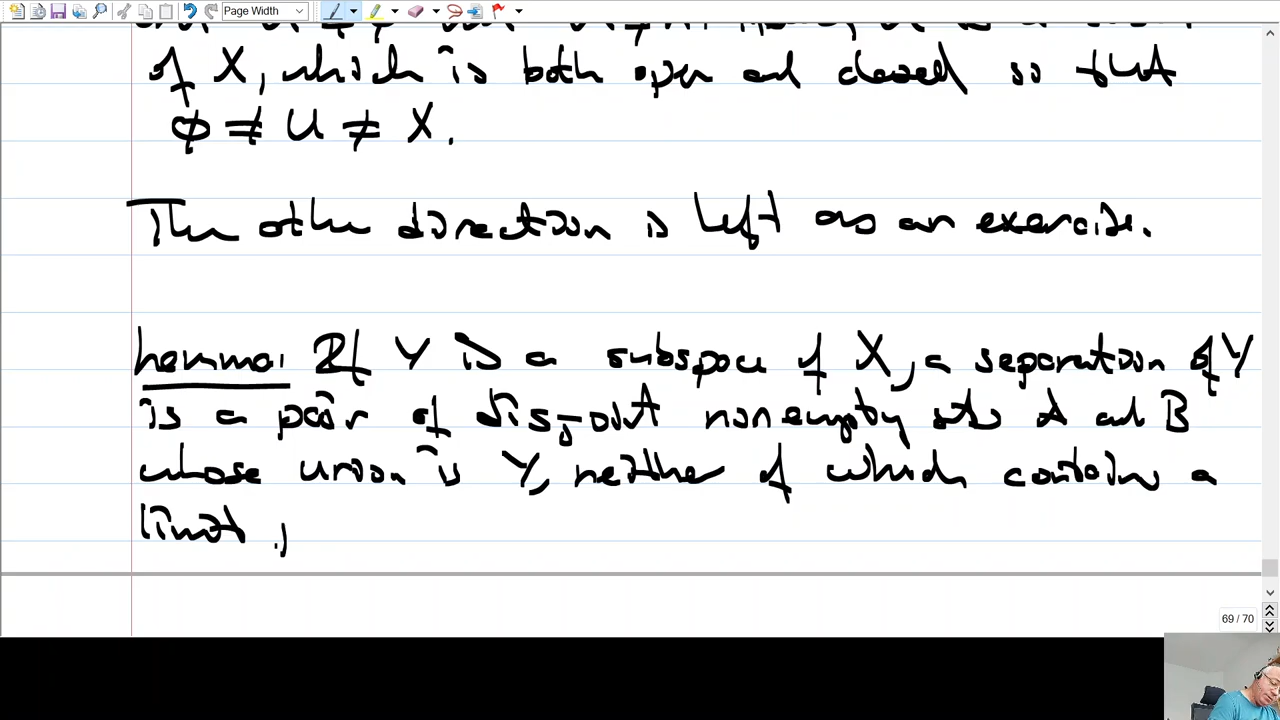 Page Width
of X, which is both open and closed so that
φ ≠ U ≠ X.
The other direction is left as an exercise.
Lemma: If Y is a subspace of X, a separation of Y
is a pair of disjoint nonempty sets A and B
whose union is Y, neither of which contains a
limit
69 / 70